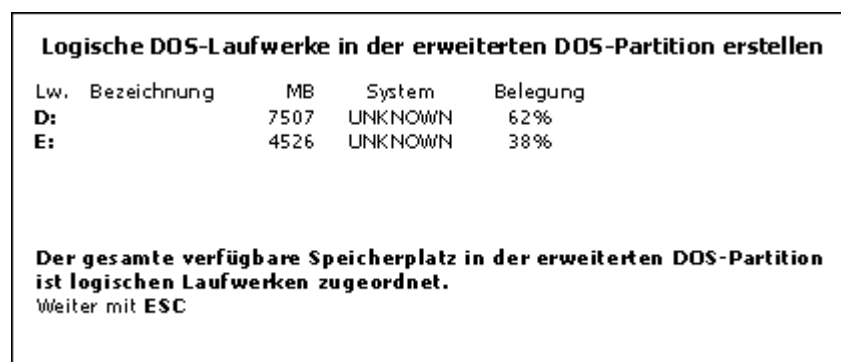 Logische DOS-Laufwerke in der erweiterten DOS-Partition erstellen
Lw. Bezeichnung MB System Belegung
D: 7507 UNKNOWN 62%
E: 4526 UNKNOWN 38%
Der gesamte verfügbare Speicherplatz in der erweiterten DOS-Partition
ist logischen Laufwerken zugeordnet.
Weiter mit ESC